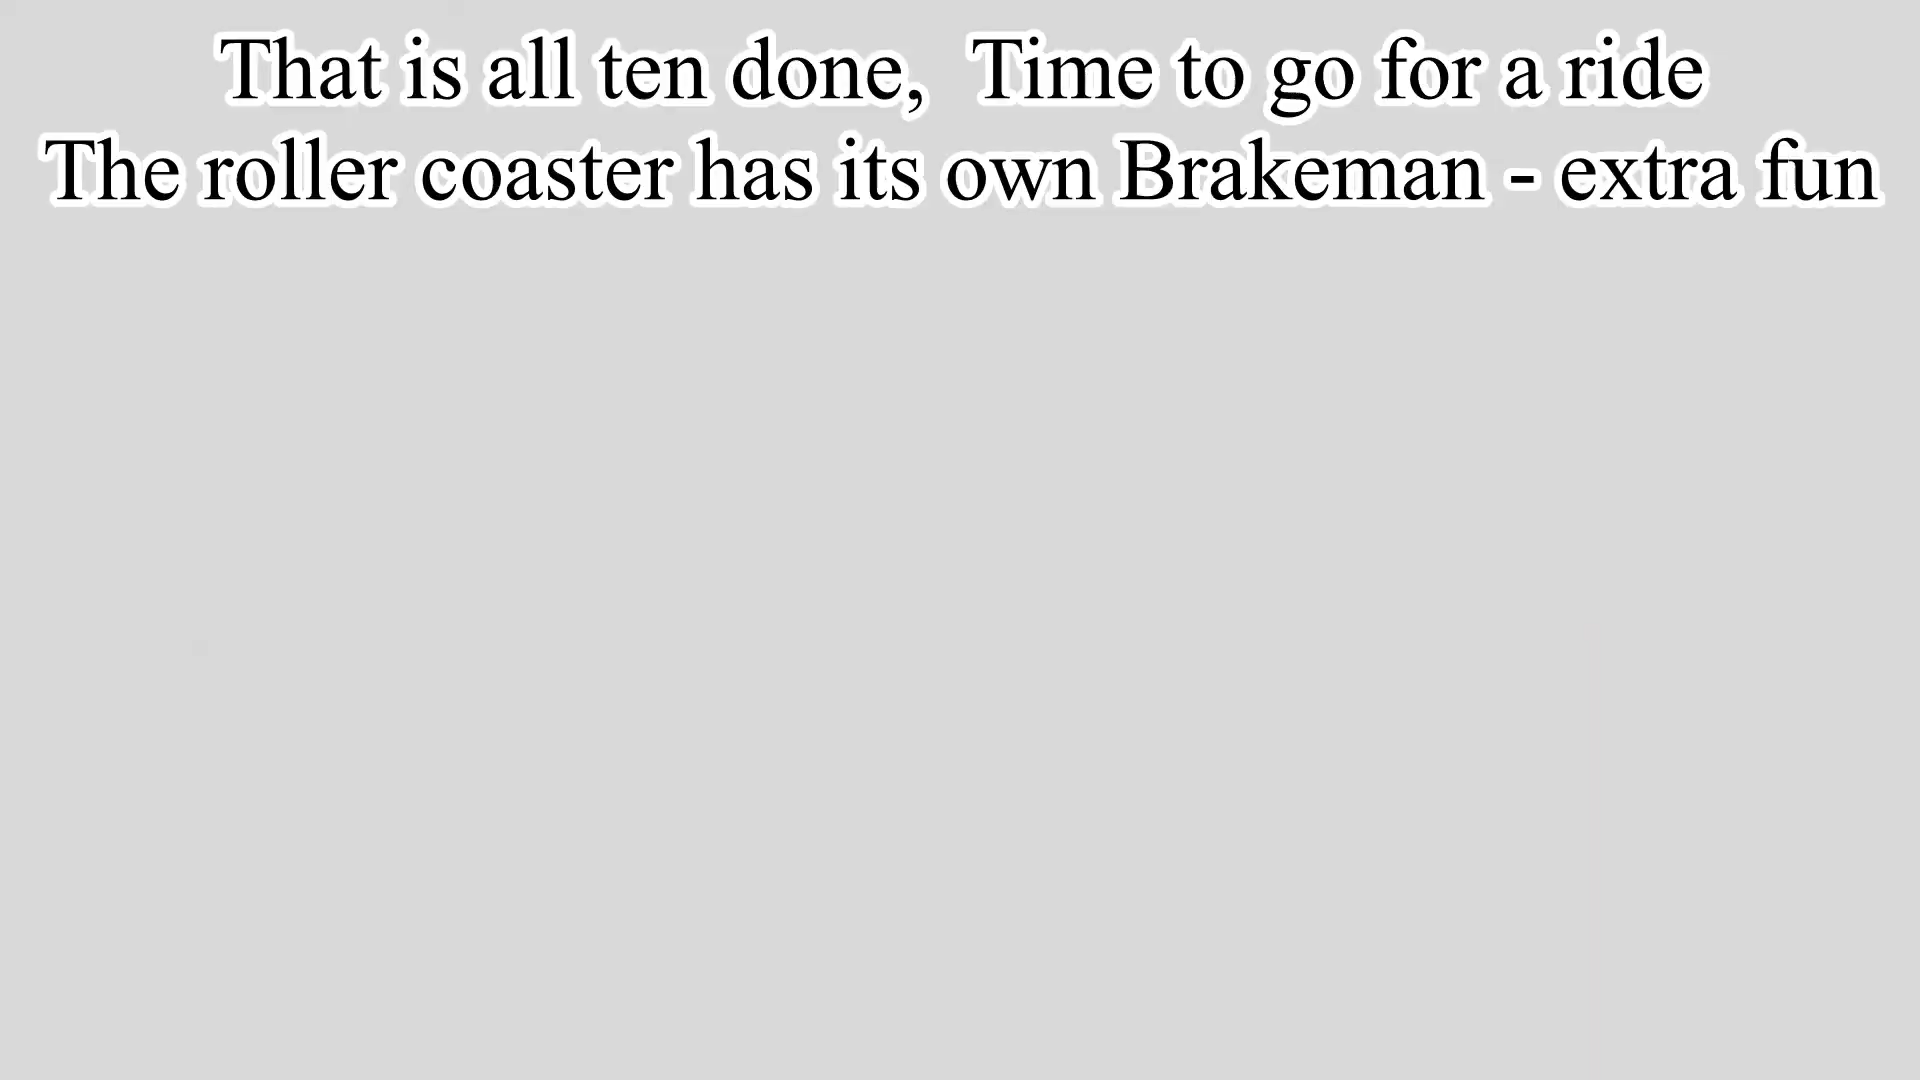 That is all ten done,  Time to go for a ride
The roller coaster has its own Brakeman - extra fun